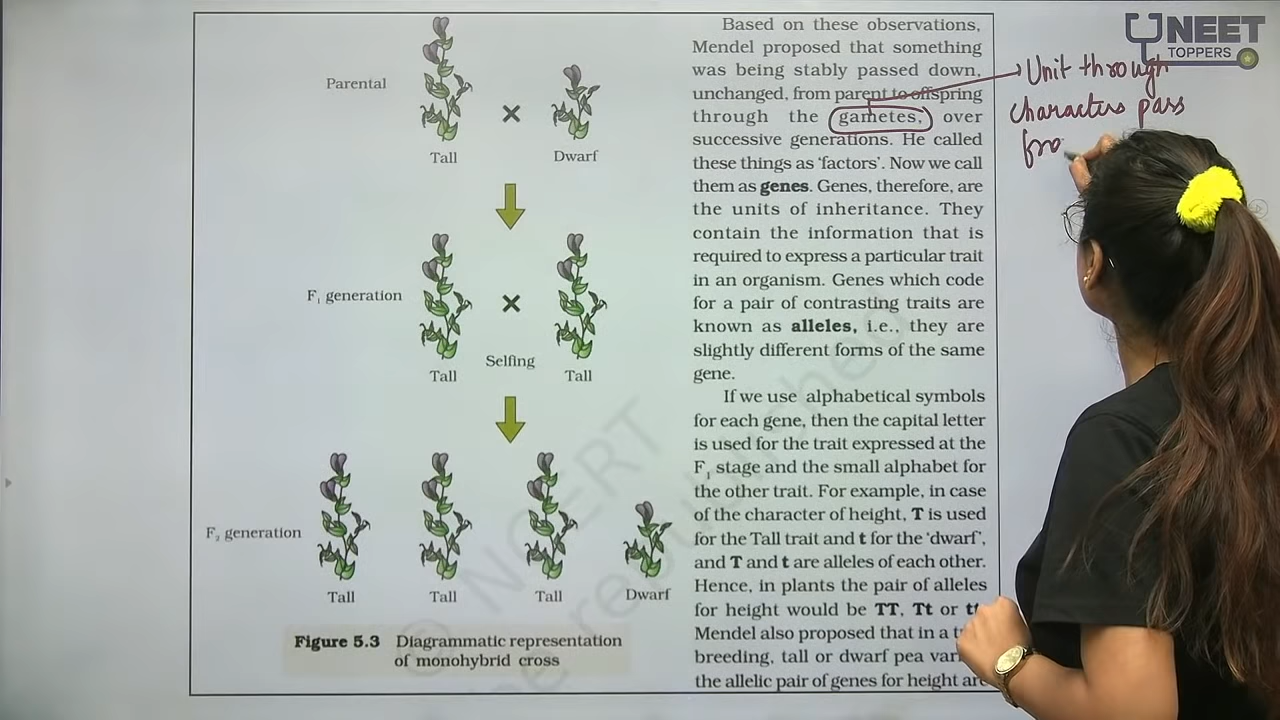 NEET
TOPPERS
Parental
Tall
Dwarf
F₁ generation
Selfing
Tall
Tall
F₂ generation
Tall
Tall
Tall
Dwarf
Figure 5.3 Diagrammatic representation
of monohybrid cross
Based on these observations,
Mendel proposed that something
was being stably passed down,
unchanged, from parent to offspring
through the gametes, over
successive generations. He called
these things as ‘factors’. Now we call
them as genes. Genes, therefore, are
the units of inheritance. They
contain the information that is
required to express a particular trait
in an organism. Genes which code
for a pair of contrasting traits are
known as alleles, i.e., they are
slightly different forms of the same
gene.
If we use alphabetical symbols
for each gene, then the capital letter
is used for the trait expressed at the
F₁ stage and the small alphabet for
the other trait. For example, in case
of the character of height, T is used
for the Tall trait and t for the ‘dwarf’,
and T and t are alleles of each other.
Hence, in plants the pair of alleles
for height would be TT, Tt or tt
Mendel also proposed that in a
breeding, tall or dwarf pea
the allelic pair of genes for height are
Unit through
characters pass
fro
© NCERT